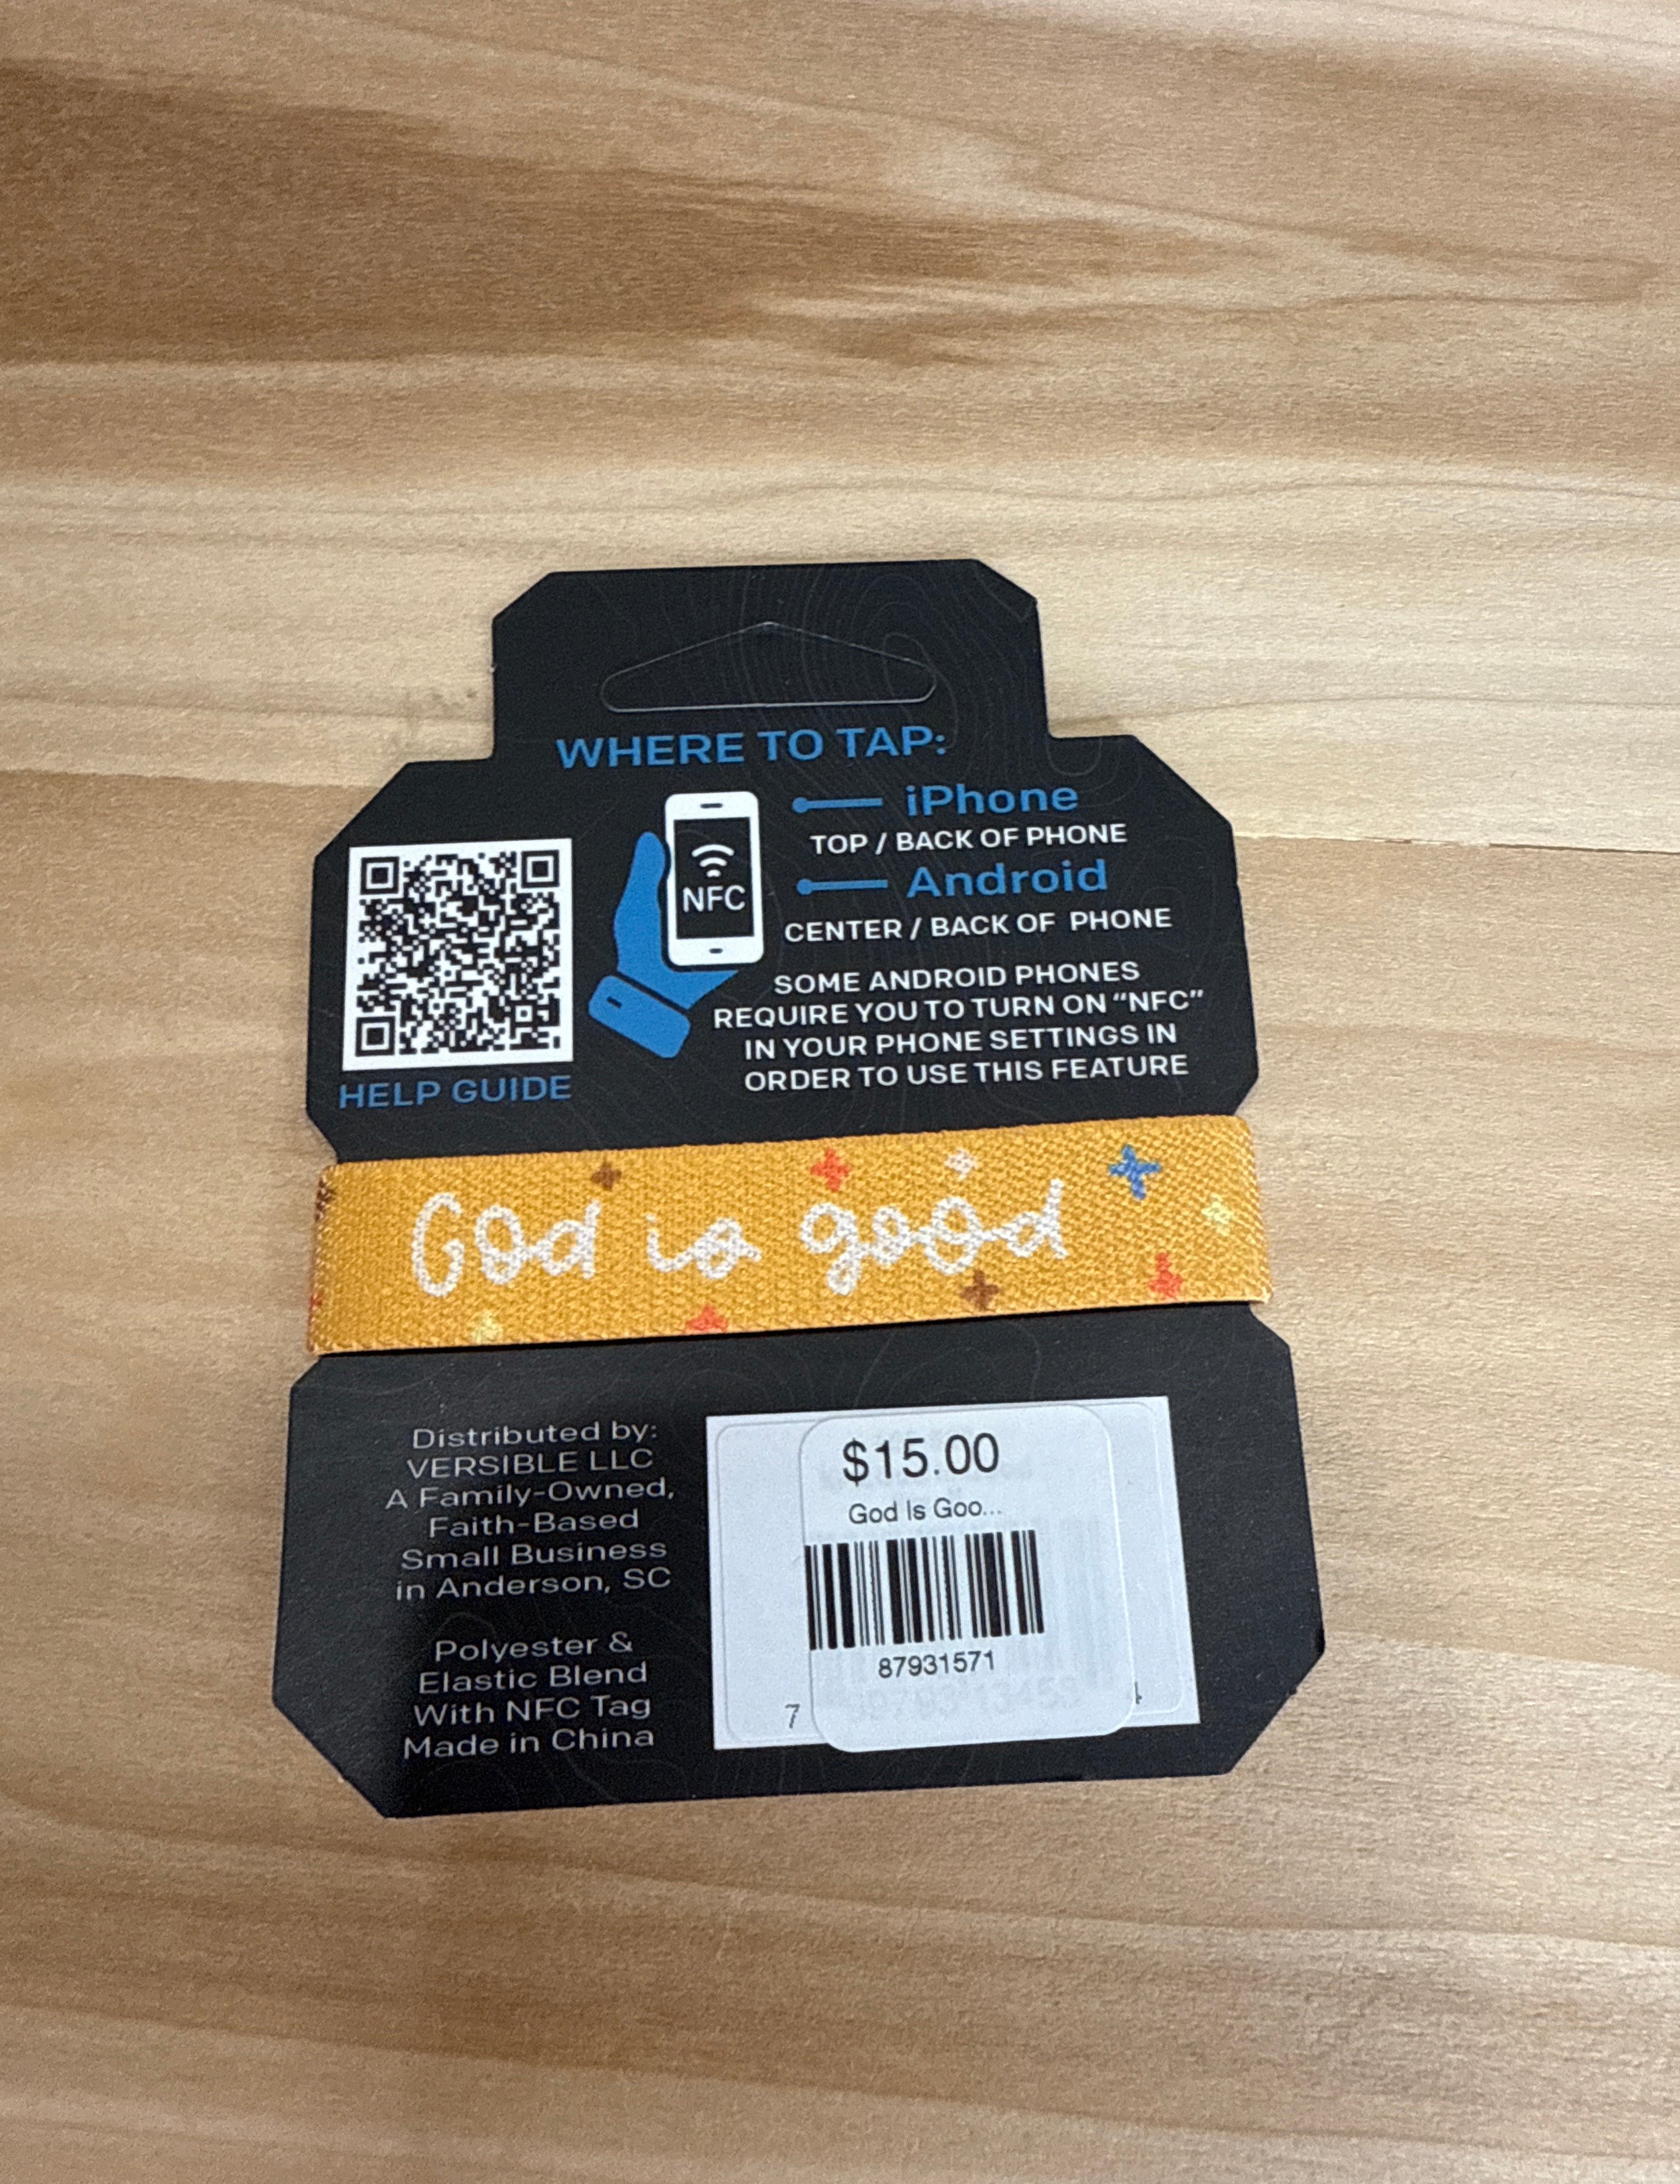 WHERE TO TAP:
iPhone
TOP / BACK OF PHONE
Android
CENTER / BACK OF PHONE
NFC
SOME ANDROID PHONES
REQUIRE YOU TO TURN ON “NFC”
IN YOUR PHONE SETTINGS IN
ORDER TO USE THIS FEATURE
HELP GUIDE
God is good
Distributed by:
VERSIBLE LLC
A Family-Owned,
Faith-Based
Small Business
in Anderson, SC
Polyester &
Elastic Blend
With NFC Tag
Made in China
$15.00
God Is Goo...
87931571
7 4